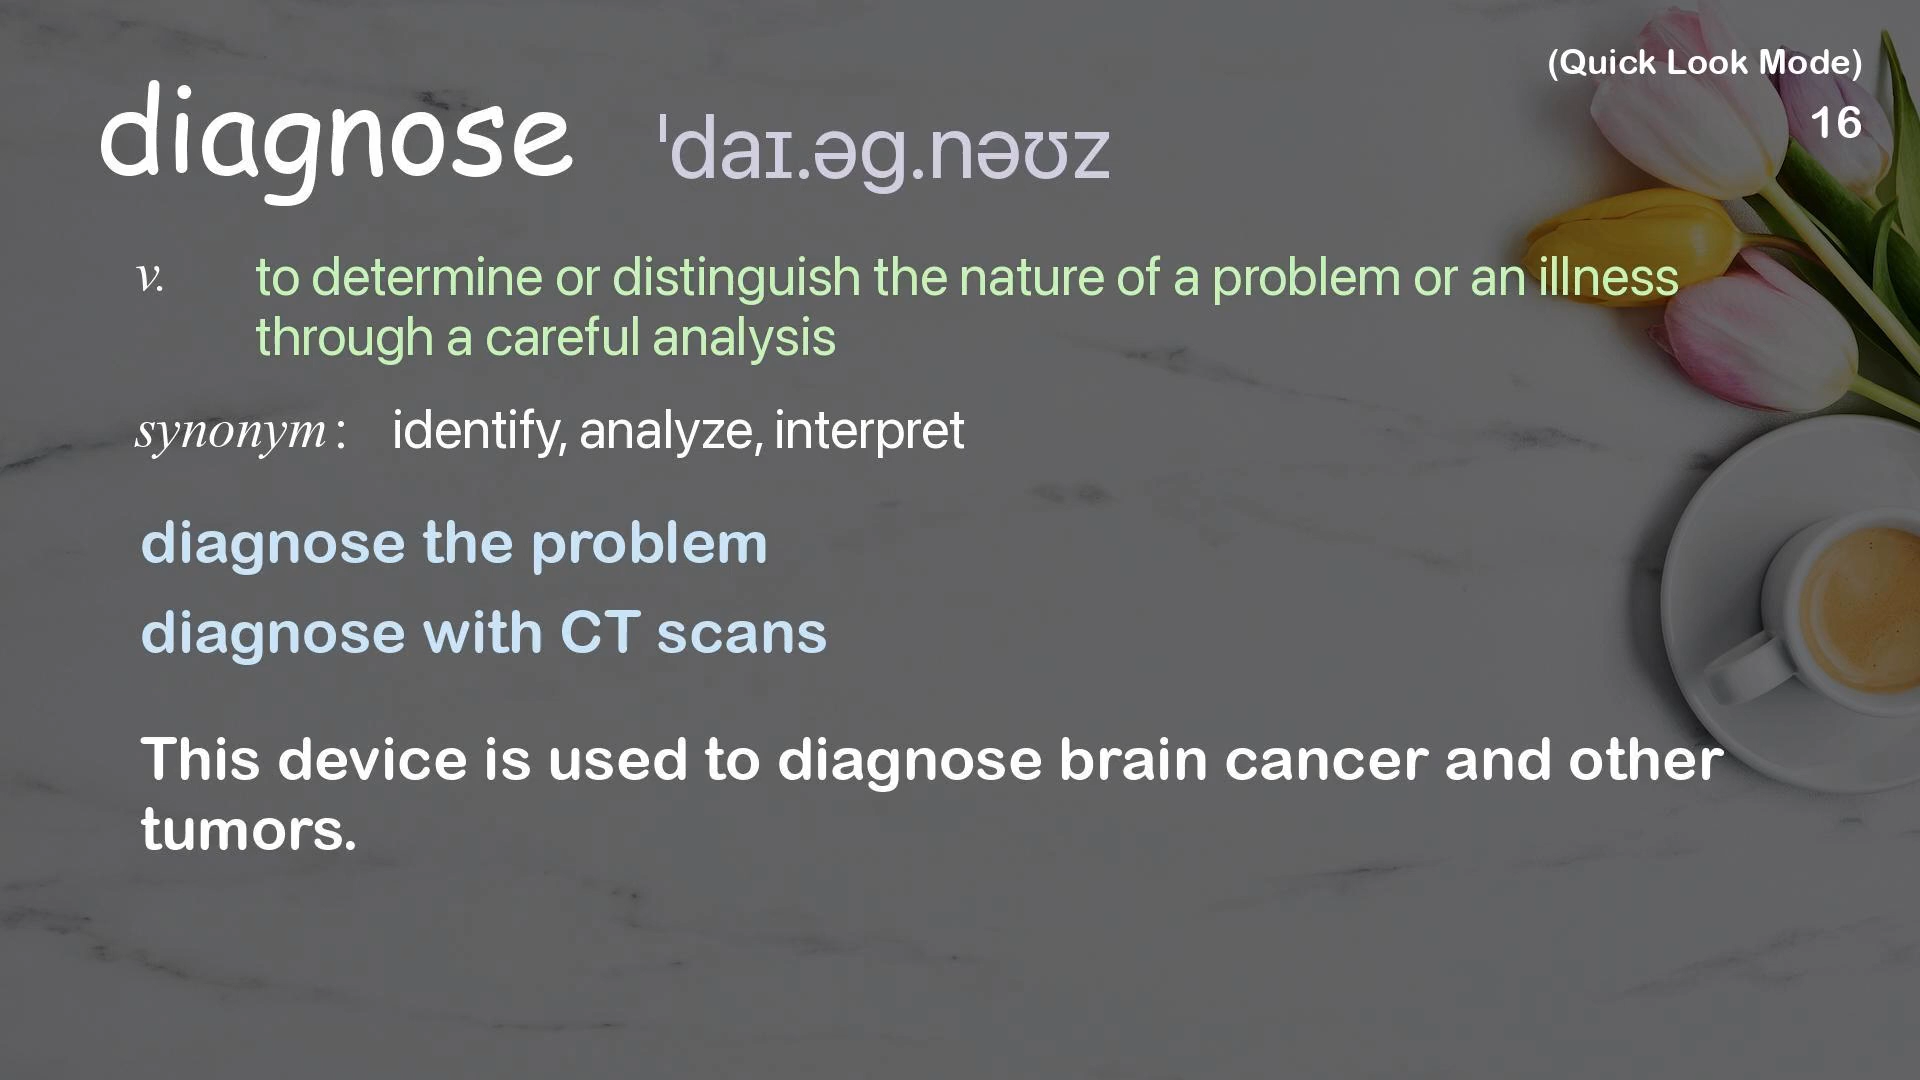 (Quick Look Mode)
16
diagnose ˈdaɪ.əg.nəʊz
v. to determine or distinguish the nature of a problem or an illness
through a careful analysis
synonym: identify, analyze, interpret
diagnose the problem
diagnose with CT scans
This device is used to diagnose brain cancer and other
tumors.